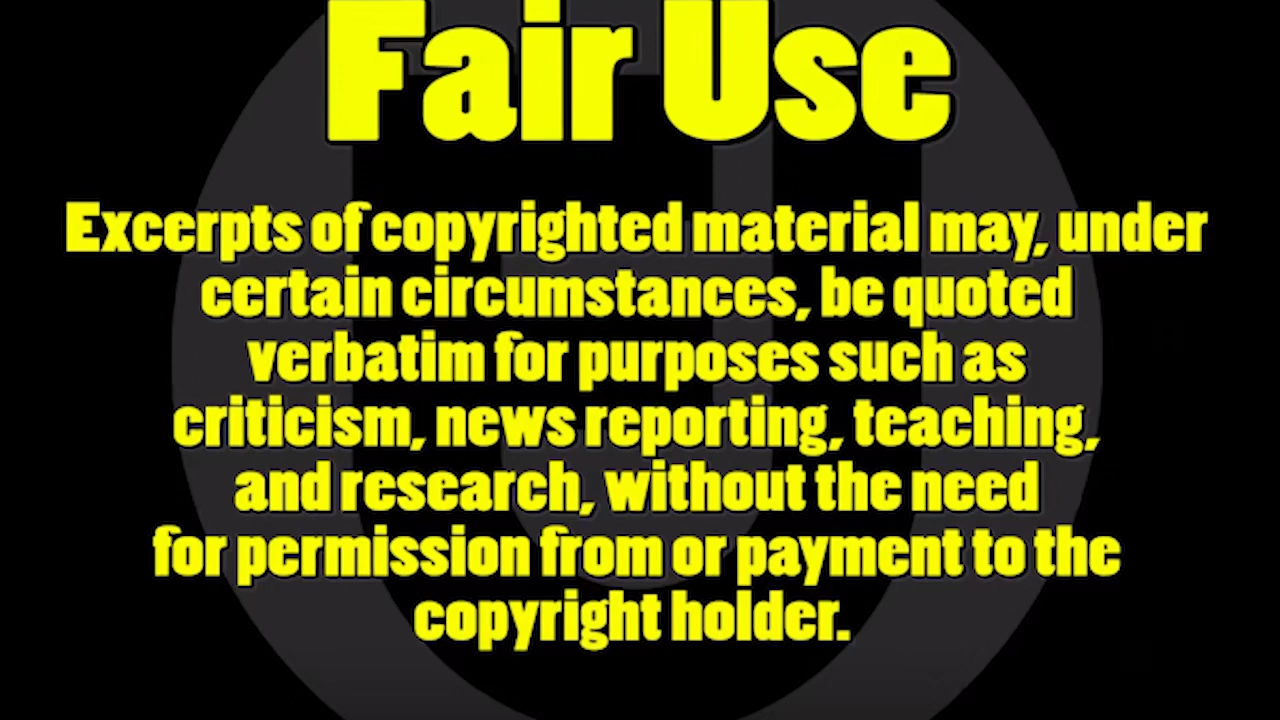 Fair Use
Excerpts of copyrighted material may, under
certain circumstances, be quoted
verbatim for purposes such as
criticism, news reporting, teaching,
and research, without the need
for permission from or payment to the
copyright holder.